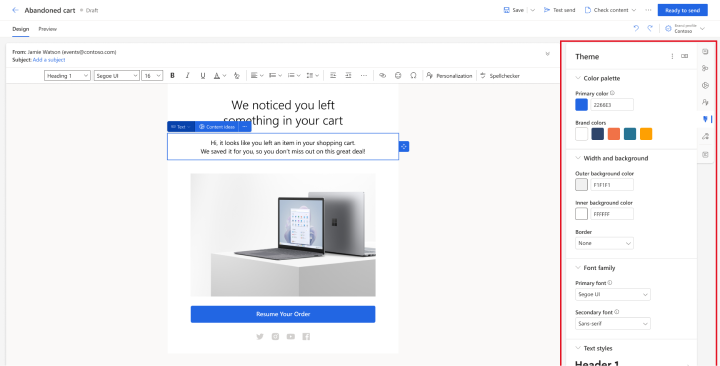 Abandoned cart
Draft
Save
Test send
Check content
Ready to send
Design
Preview
Brand profile
Contoso
From: Jamie Watson (events@contoso.com)
Subject: Add a subject
Heading 1
Segoe UI
16
B
I
U
A
Personalization
Spellchecker
We noticed you left
something in your cart
Text
Content ideas
Hi, it looks like you left an item in your shopping cart.
We saved it for you, so you don't miss out on this great deal!
Resume Your Order
Theme
Color palette
Primary color
2266E3
Brand colors
Width and background
Outer background color
F1F1F1
Inner background color
FFFFFF
Border
None
Font family
Primary font
Segoe UI
Secondary font
Sans-serif
Text styles
Header 1